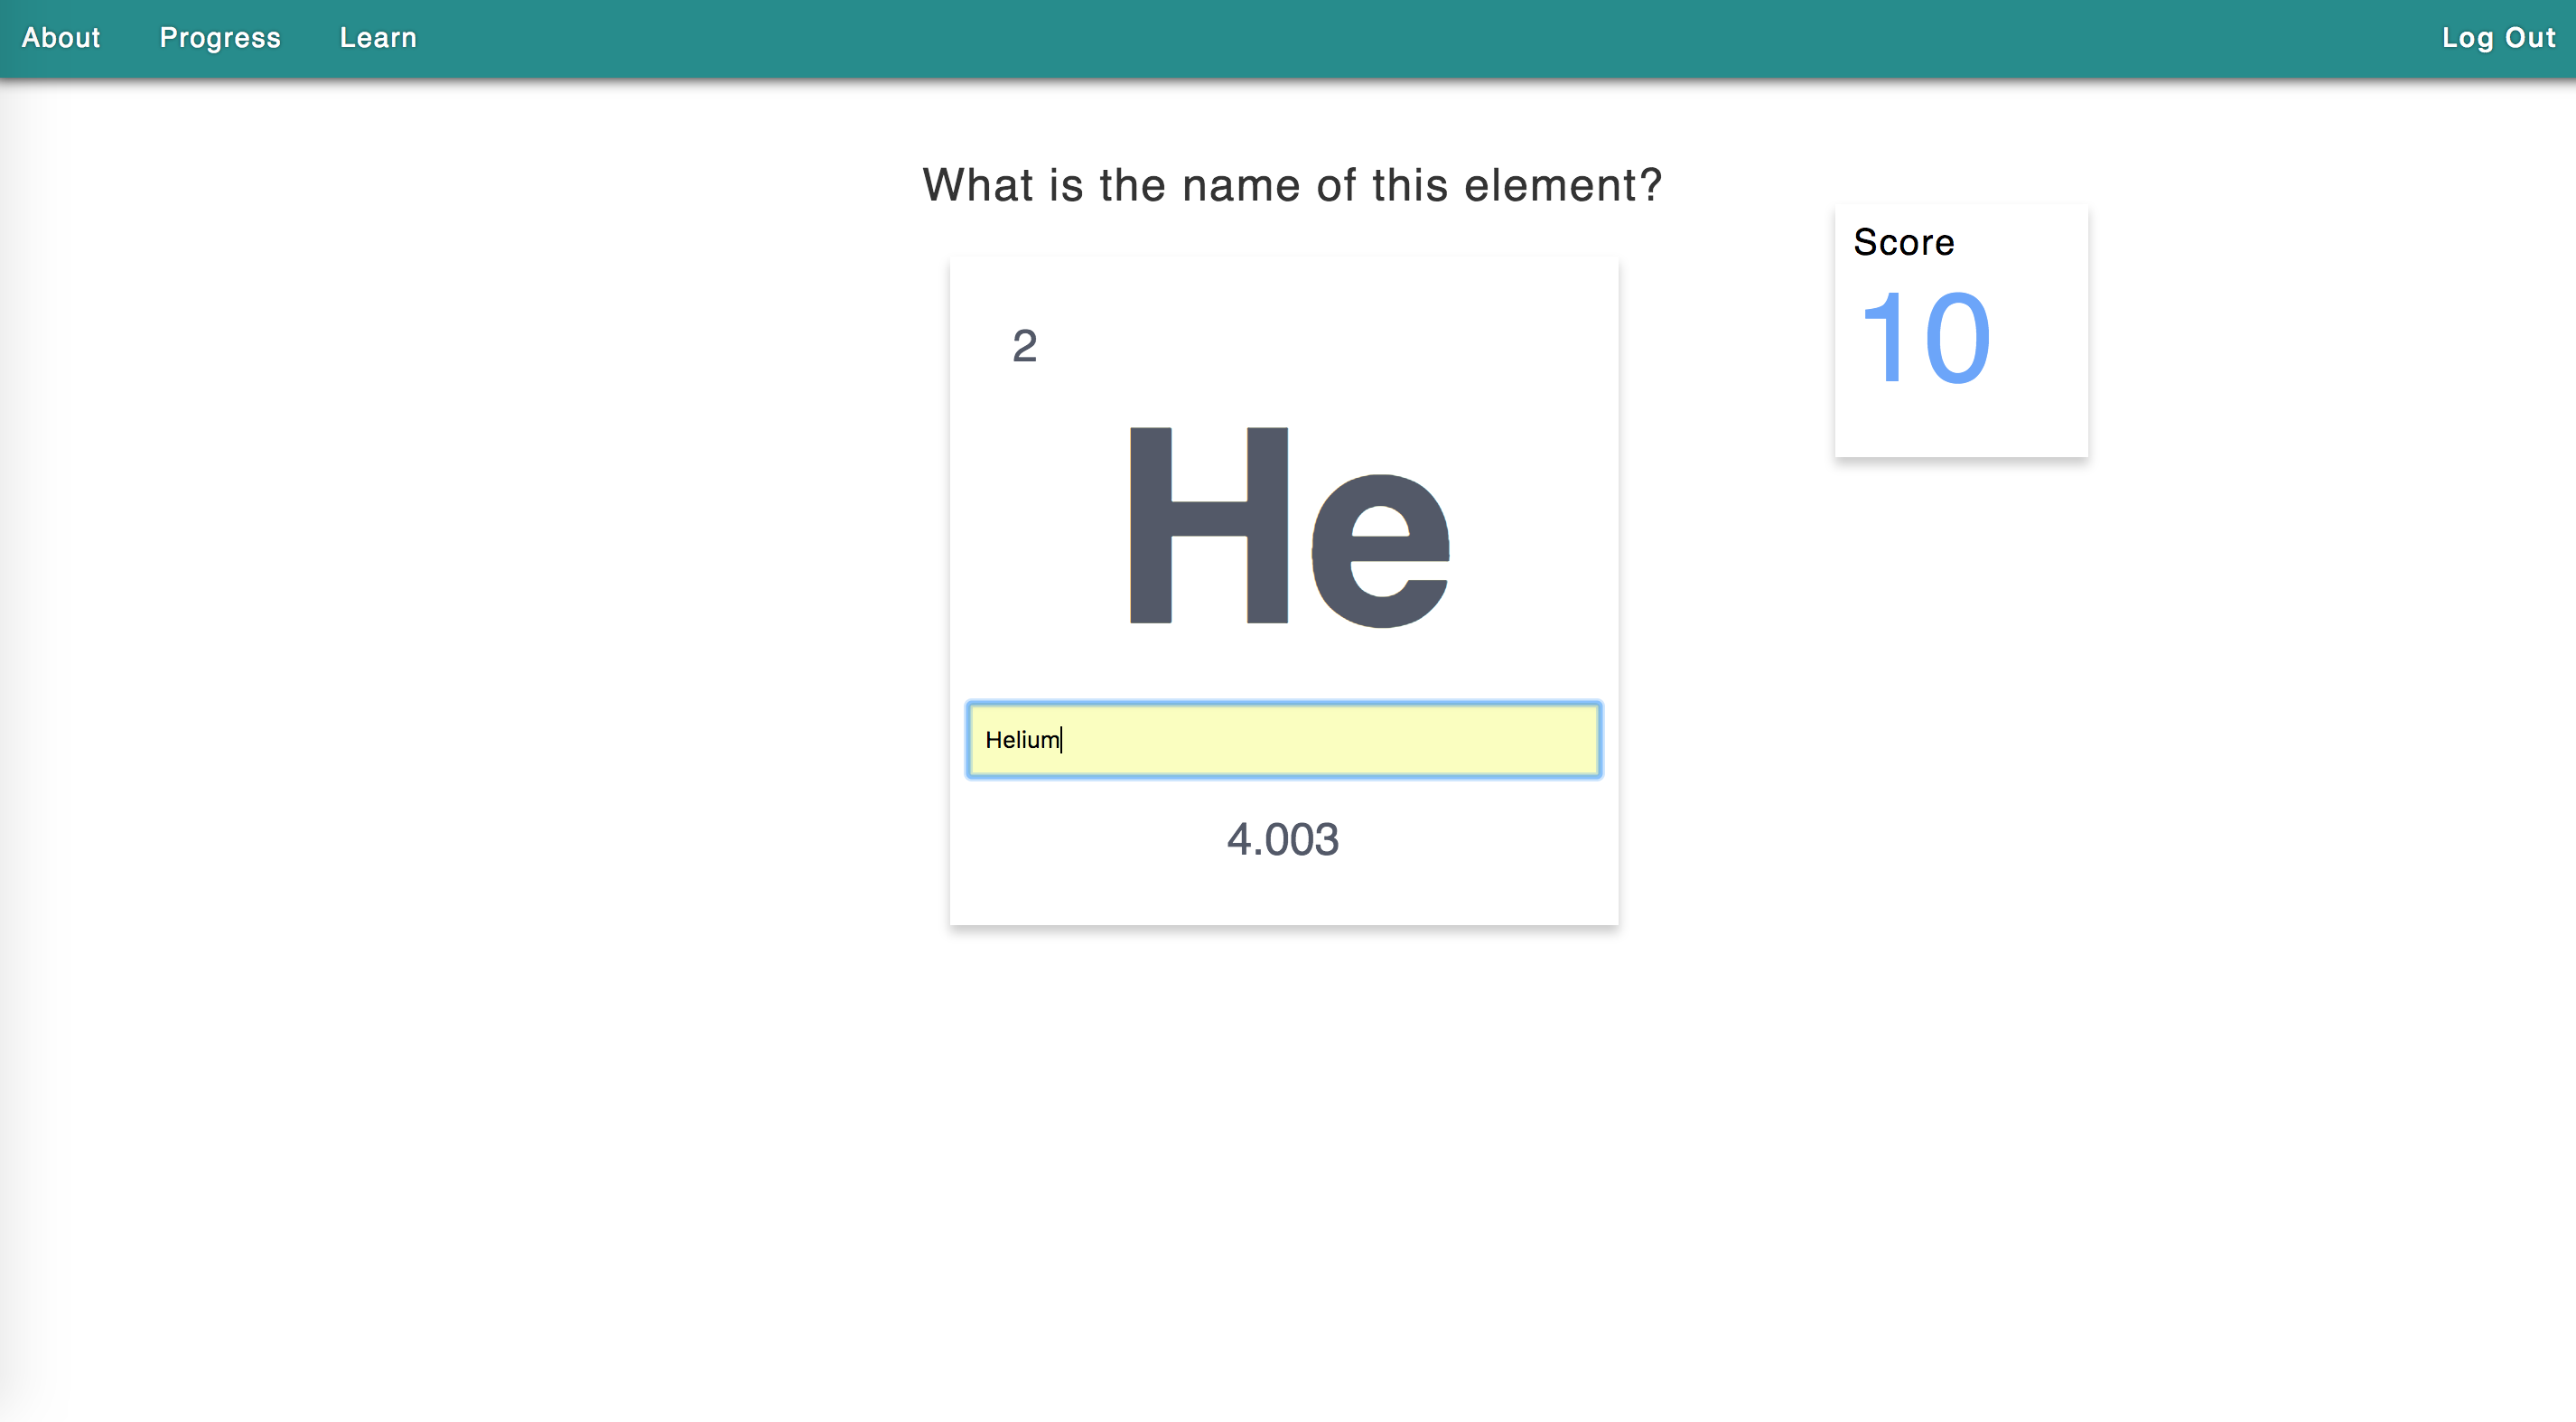 About Progress Learn Log Out
What is the name of this element?
Score
10
2
He
Helium
4.003